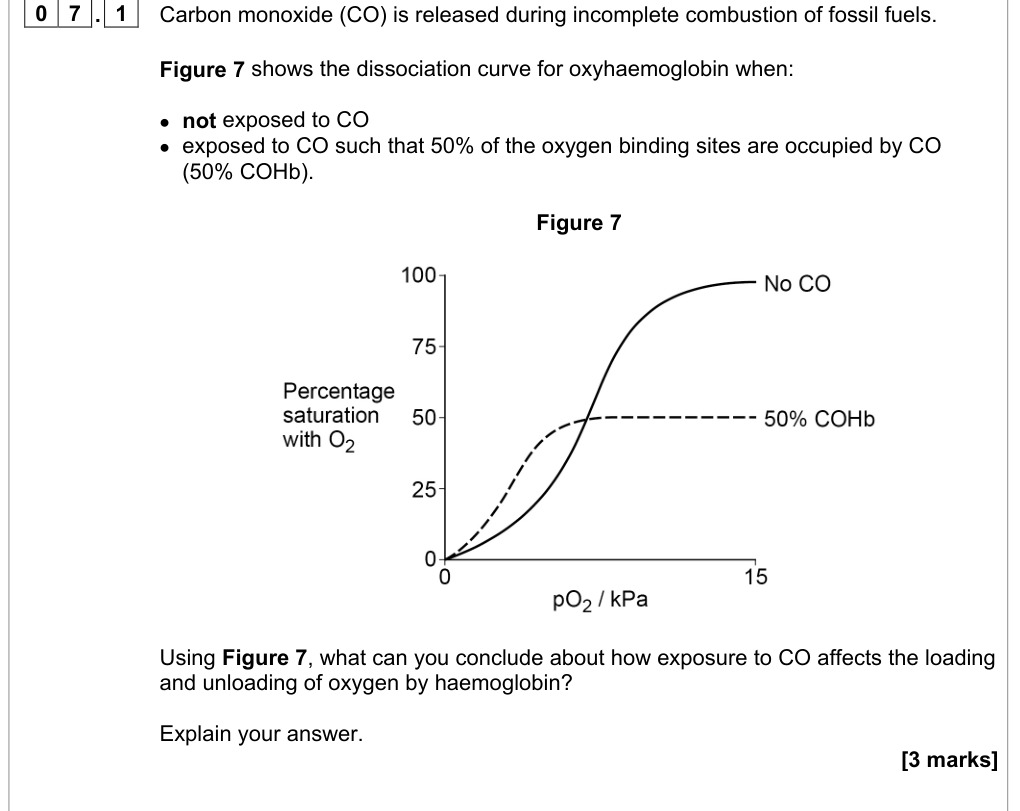 0 7 . 1 Carbon monoxide (CO) is released during incomplete combustion of fossil fuels.
Figure 7 shows the dissociation curve for oxyhaemoglobin when:
• not exposed to CO
• exposed to CO such that 50% of the oxygen binding sites are occupied by CO
(50% COHb).
Figure 7
100
No CO
75
Percentage
saturation
with O₂
50
50% COHb
25
0
0
15
pO₂ / kPa
Using Figure 7, what can you conclude about how exposure to CO affects the loading
and unloading of oxygen by haemoglobin?
Explain your answer.
[3 marks]